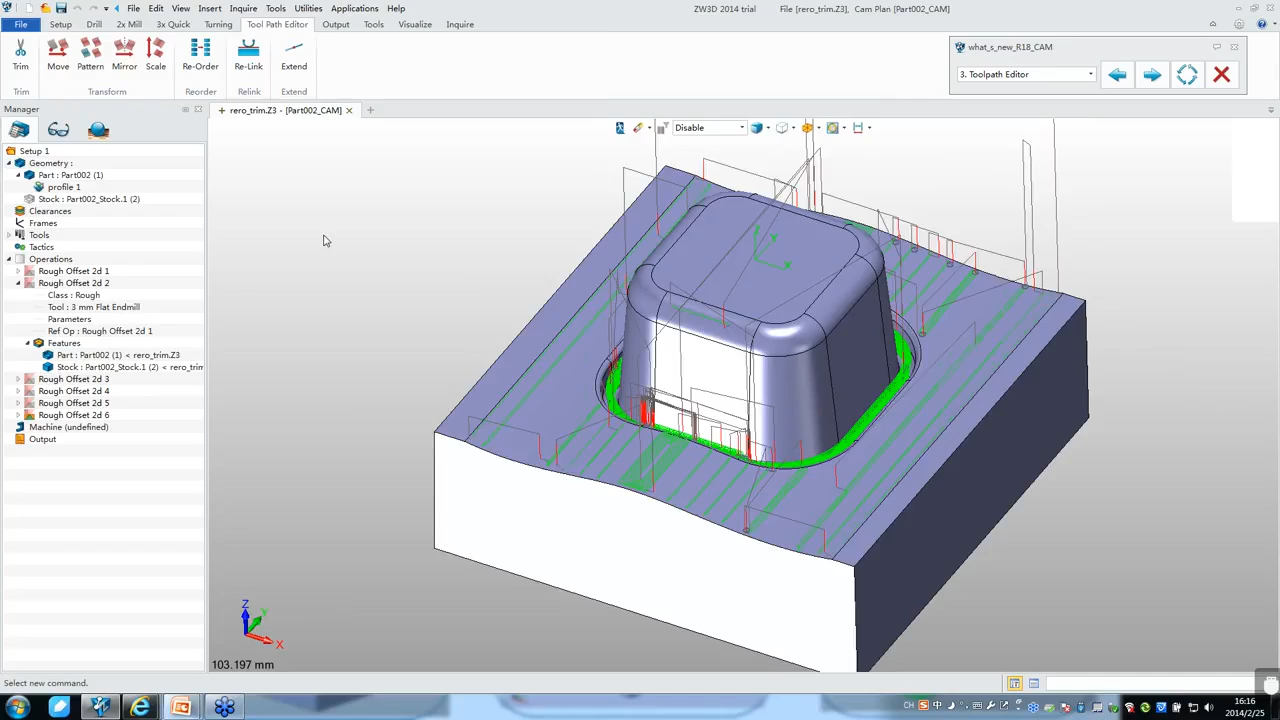 File Edit View Insert Inquire Tools Utilities Applications Help
ZW3D 2014 trial File [rero_trim.Z3], Cam Plan [Part002_CAM]
File Setup Drill 2x Mill 3x Quick Turning Tool Path Editor Output Tools Visualize Inquire
Trim Move Pattern Mirror Scale Re-Order Re-Link Extend
Trim Transform Reorder Relink Extend
what_s_new_R18_CAM
3. Toolpath Editor
Manager
rero_trim.Z3 - [Part002_CAM]
Disable
Setup 1
Geometry :
Part : Part002 (1)
profile 1
Stock : Part002_Stock.1 (2)
Clearances
Frames
Tools
Tactics
Operations
Rough Offset 2d 1
Rough Offset 2d 2
Class : Rough
Tool : 3 mm Flat Endmill
Parameters
Ref Op : Rough Offset 2d 1
Features
Part : Part002 (1) < rero_trim.Z3
Stock : Part002_Stock.1 (2) < rero_trim
Rough Offset 2d 3
Rough Offset 2d 4
Rough Offset 2d 5
Rough Offset 2d 6
Machine (undefined)
Output
Y
X
Z
Y
X
103.197 mm
Select new command.
CH
16:16
2014/2/25